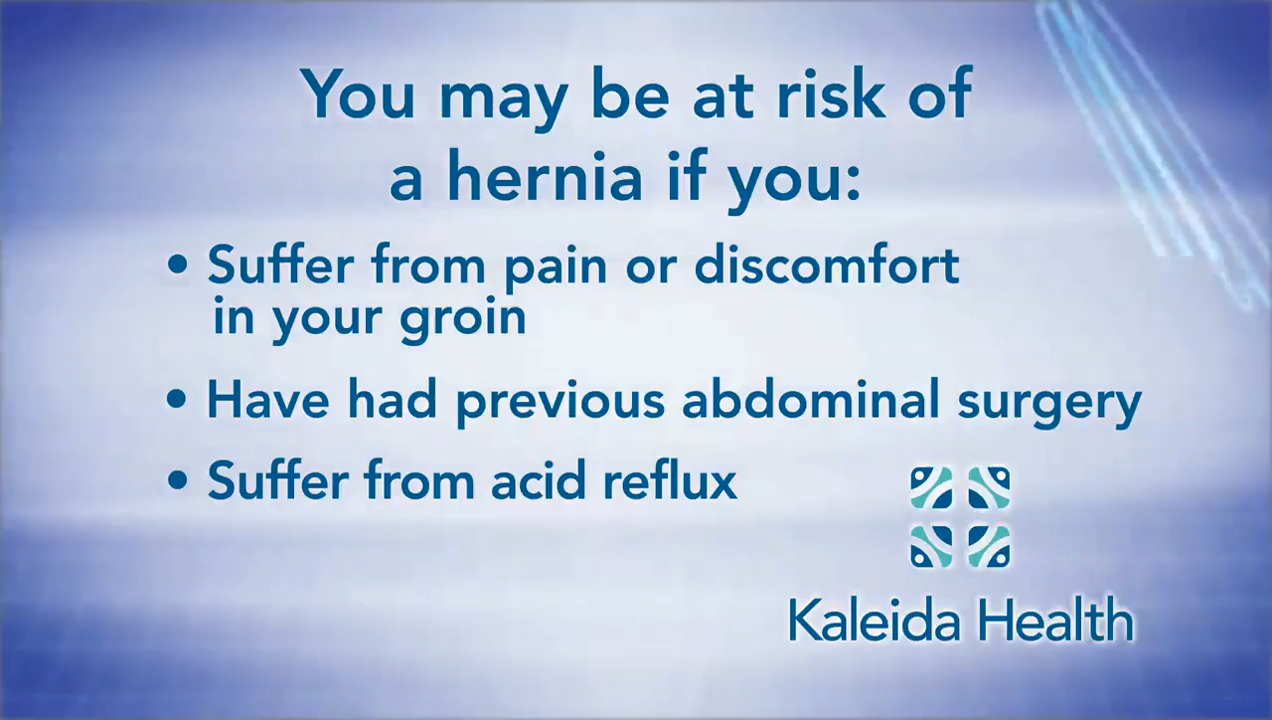 You may be at risk of
a hernia if you:
• Suffer from pain or discomfort
in your groin
• Have had previous abdominal surgery
• Suffer from acid reflux
Kaleida Health